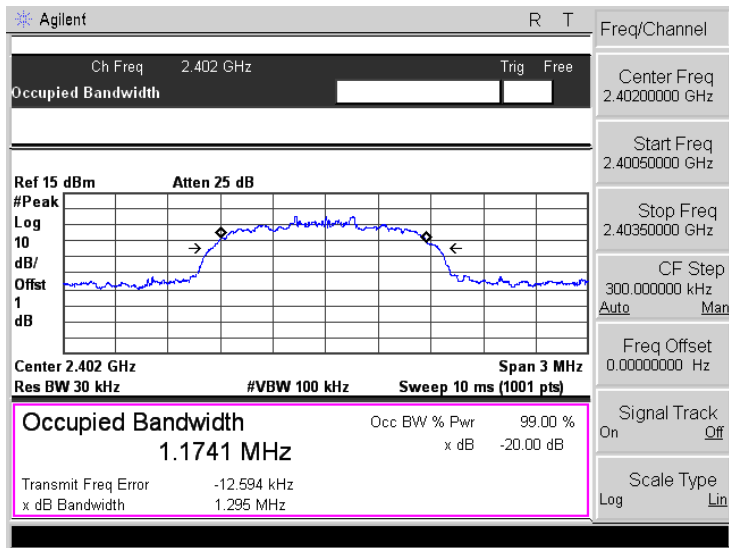 Agilent R T
Ch Freq 2.402 GHz Trig Free
Occupied Bandwidth
Ref 15 dBm Atten 25 dB
#Peak
Log
10
dB/
Offst
1
dB
Center 2.402 GHz Span 3 MHz
Res BW 30 kHz #VBW 100 kHz Sweep 10 ms (1001 pts)
Occupied Bandwidth
1.1741 MHz
Occ BW % Pwr 99.00 %
x dB -20.00 dB
Transmit Freq Error -12.594 kHz
x dB Bandwidth 1.295 MHz
Freq/Channel
Center Freq
2.40200000 GHz
Start Freq
2.40050000 GHz
Stop Freq
2.40350000 GHz
CF Step
300.000000 kHz
Auto Man
Freq Offset
0.00000000 Hz
Signal Track
On Off
Scale Type
Log Lin